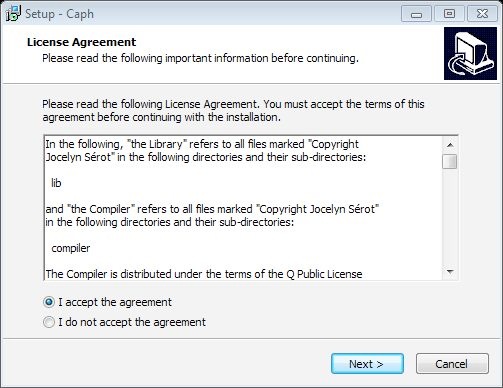 Setup - Caph
License Agreement
Please read the following important information before continuing.
Please read the following License Agreement. You must accept the terms of this
agreement before continuing with the installation.
In the following, "the Library" refers to all files marked "Copyright
Jocelyn Sérot" in the following directories and their sub-directories:
lib
and "the Compiler" refers to all files marked "Copyright Jocelyn Sérot"
in the following directories and their sub-directories:
compiler
The Compiler is distributed under the terms of the Q Public License
I accept the agreement
I do not accept the agreement
Next >
Cancel